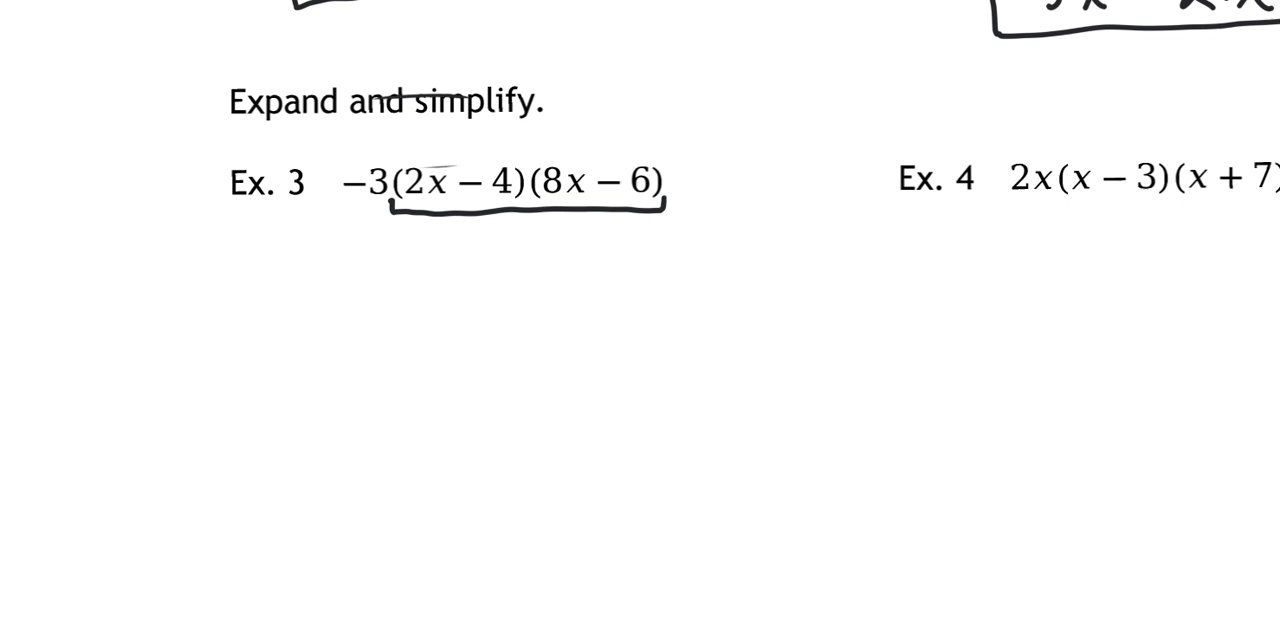 Expand and simplify.
Ex. 3 −3(2x − 4)(8x − 6)
Ex. 4 2x(x − 3)(x + 7)